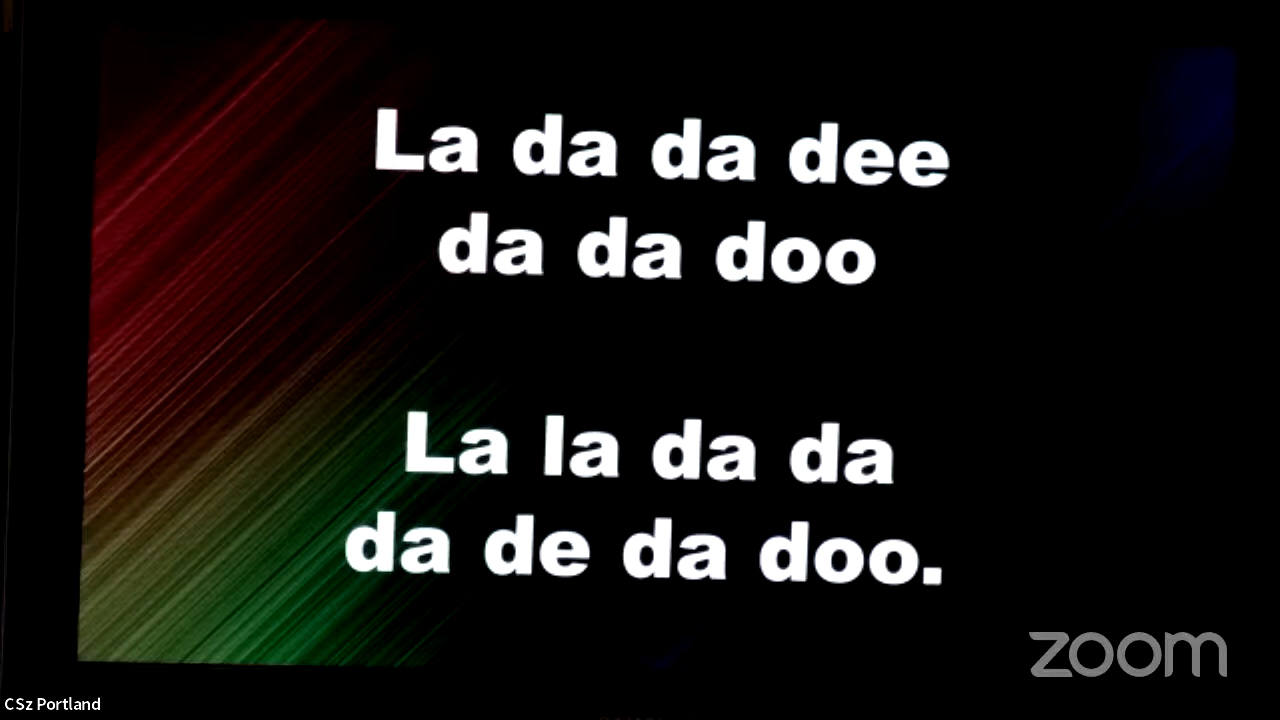 La da da dee
da da doo
La la da da
da de da doo.
zoom
CSz Portland